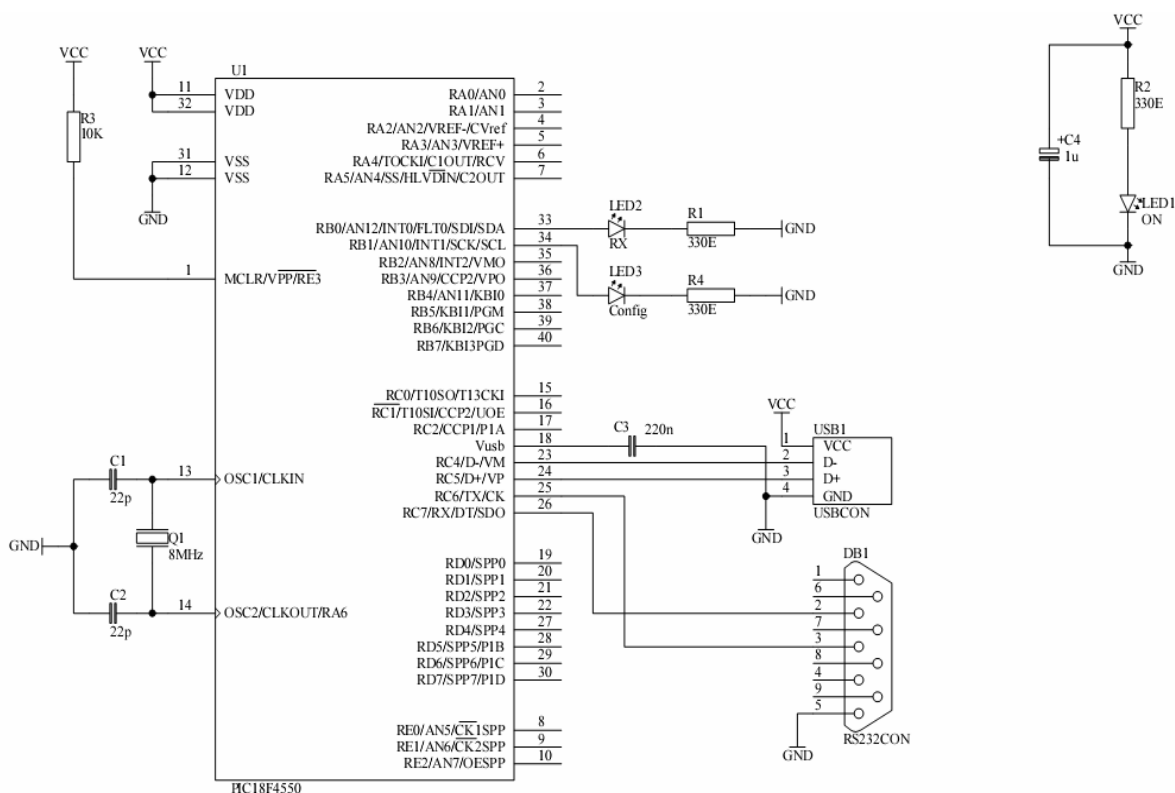 VCC
VCC
VCC
U1
11
VDD
32
VDD
R3
10K
31
VSS
12
VSS
GND
1
MCLR/VPP/RE3
C1
22p
13
OSC1/CLKIN
GND
Q1
8MHz
C2
22p
14
OSC2/CLKOUT/RA6
RA0/AN0
2
RA1/AN1
3
RA2/AN2/VREF-/CVref
4
RA3/AN3/VREF+
5
RA4/TOCKI/C1OUT/RCV
6
RA5/AN4/SS/HLVDIN/C2OUT
7
RB0/AN12/INT0/FLT0/SDI/SDA
33
RB1/AN10/INT1/SCK/SCL
34
RB2/AN8/INT2/VMO
35
RB3/AN9/CCP2/VPO
36
RB4/AN11/KBI0
37
RB5/KBI1/PGM
38
RB6/KBI2/PGC
39
RB7/KBI3PGD
40
RC0/T1OSO/T13CKI
15
RC1/T1OSI/CCP2/UOE
16
RC2/CCP1/P1A
17
Vusb
18
RC4/D-/VM
23
RC5/D+/VP
24
RC6/TX/CK
25
RC7/RX/DT/SDO
26
RD0/SPP0
19
RD1/SPP1
20
RD2/SPP2
21
RD3/SPP3
22
RD4/SPP4
27
RD5/SPP5/P1B
28
RD6/SPP6/P1C
29
RD7/SPP7/P1D
30
RE0/AN5/CK1SPP
8
RE1/AN6/CK2SPP
9
RE2/AN7/OESPP
10
PIC18F4550
LED2
RX
R1
330E
GND
LED3
Config
R4
330E
GND
C3
220n
VCC
USB1
1
VCC
2
D-
3
D+
4
GND
USBCON
GND
DB1
1
6
2
7
3
8
4
9
5
RS232CON
GND
R2
330E
+C4
1u
LED1
ON
GND